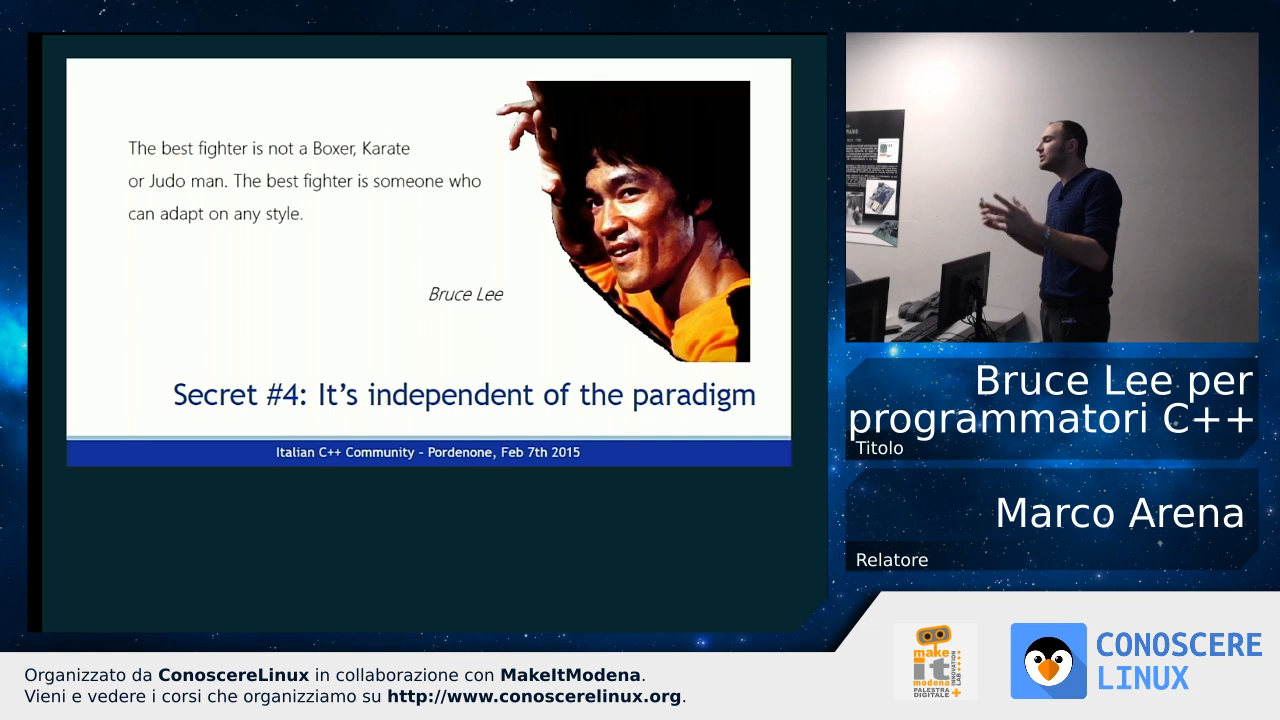 The best fighter is not a Boxer, Karate
or Judo man. The best fighter is someone who
can adapt on any style.
Bruce Lee
Secret #4: It's independent of the paradigm
Italian C++ Community - Pordenone, Feb 7th 2015
Bruce Lee per
programmatori C++
Titolo
Marco Arena
Relatore
make
it
modena
PALESTRA
DIGITALE
INNOVATION
LAB
CONOSCERE
LINUX
Organizzato da ConoscereLinux in collaborazione con MakeItModena.
Vieni e vedere i corsi che organizziamo su http://www.conoscerelinux.org.